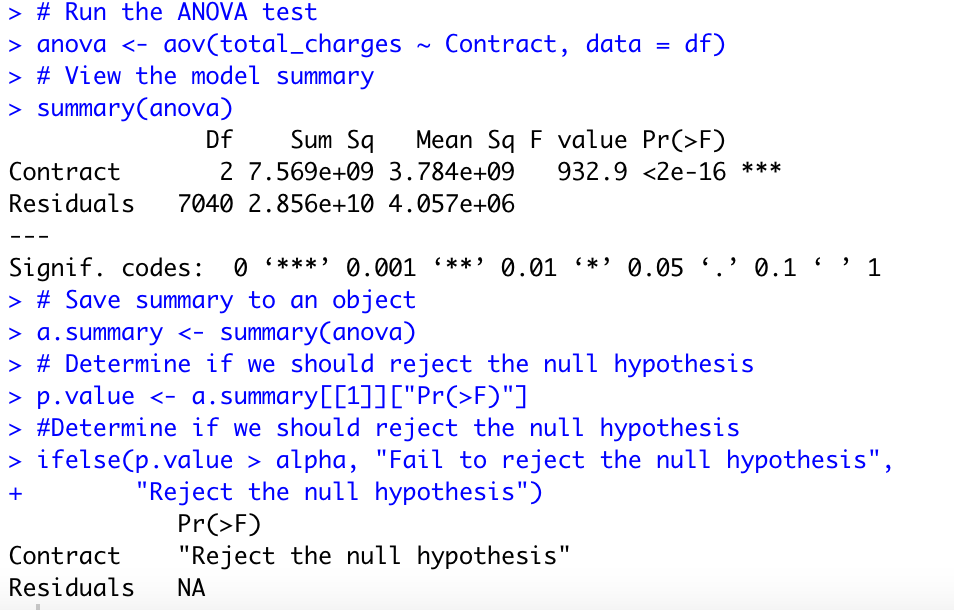 > # Run the ANOVA test
> anova <- aov(total_charges ~ Contract, data = df)
> # View the model summary
> summary(anova)
              Df    Sum Sq   Mean Sq F value Pr(>F)
Contract       2 7.569e+09 3.784e+09   932.9 <2e-16 ***
Residuals   7040 2.856e+10 4.057e+06
---
Signif. codes:  0 ‘***’ 0.001 ‘**’ 0.01 ‘*’ 0.05 ‘.’ 0.1 ‘ ’ 1
> # Save summary to an object
> a.summary <- summary(anova)
> # Determine if we should reject the null hypothesis
> p.value <- a.summary[[1]]["Pr(>F)"]
> #Determine if we should reject the null hypothesis
> ifelse(p.value > alpha, "Fail to reject the null hypothesis",
+        "Reject the null hypothesis")
            Pr(>F)
Contract    "Reject the null hypothesis"
Residuals   NA